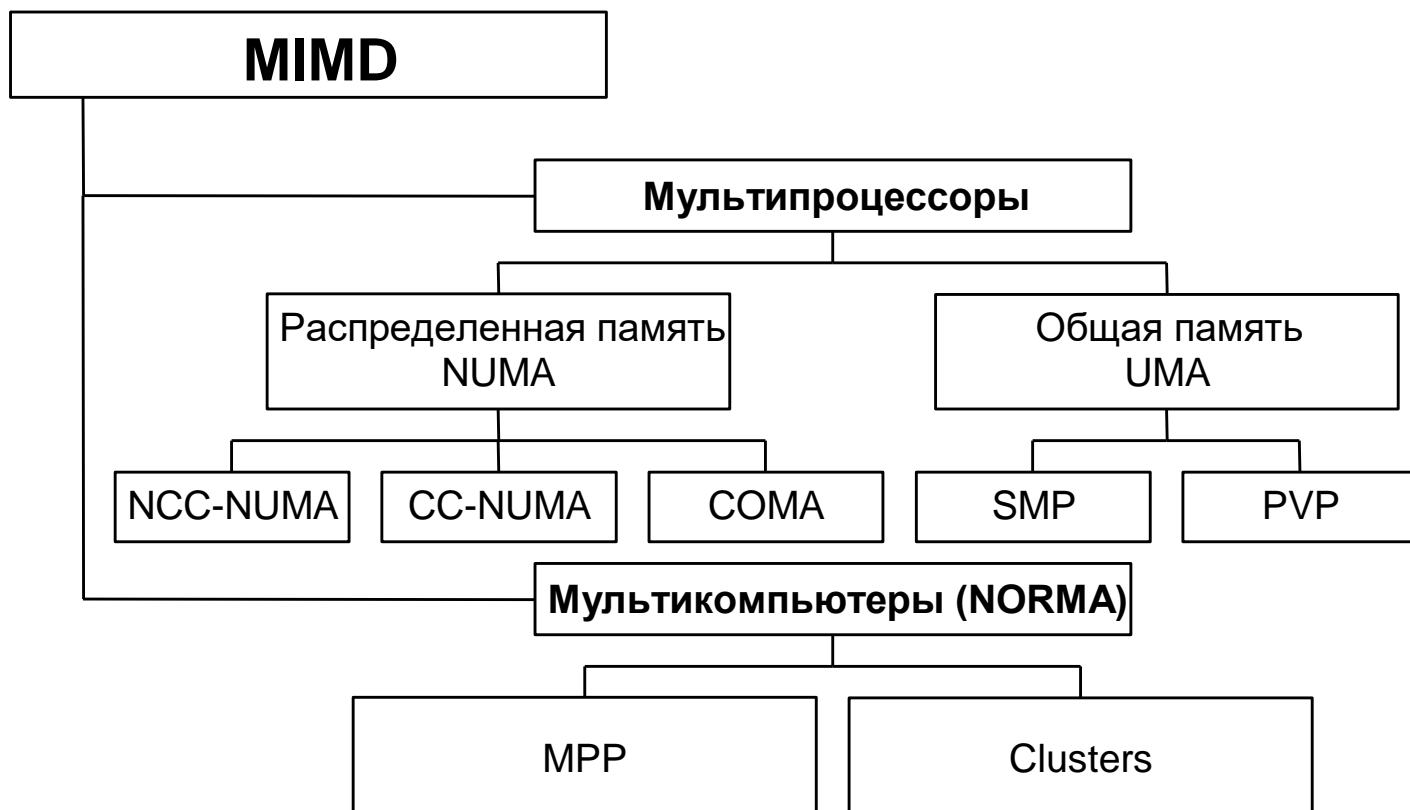 MIMD
Мультипроцессоры
Распределенная память
NUMA
Общая память
UMA
NCC-NUMA
CC-NUMA
COMA
SMP
PVP
Мультикомпьютеры (NORMA)
MPP
Clusters